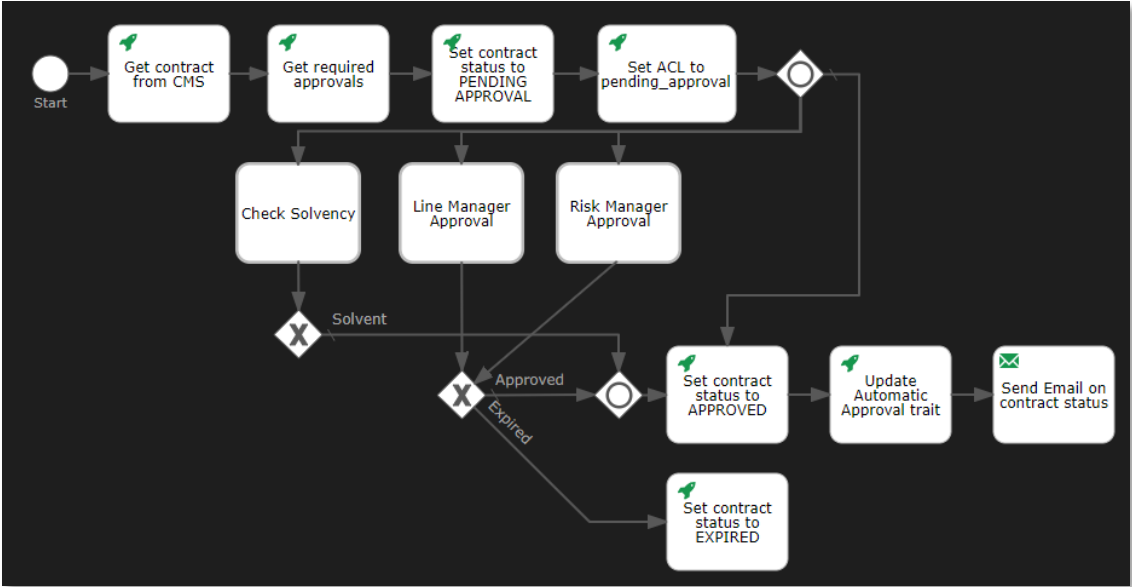 Get contract
from CMS
Get required
approvals
Set contract
status to
PENDING
APPROVAL
Set ACL to
pending_approval
Start
Check Solvency
Line Manager
Approval
Risk Manager
Approval
X
Solvent
X
Approved
Expired
Set contract
status to
APPROVED
Update
Automatic
Approval trait
Send Email on
contract status
Set contract
status to
EXPIRED